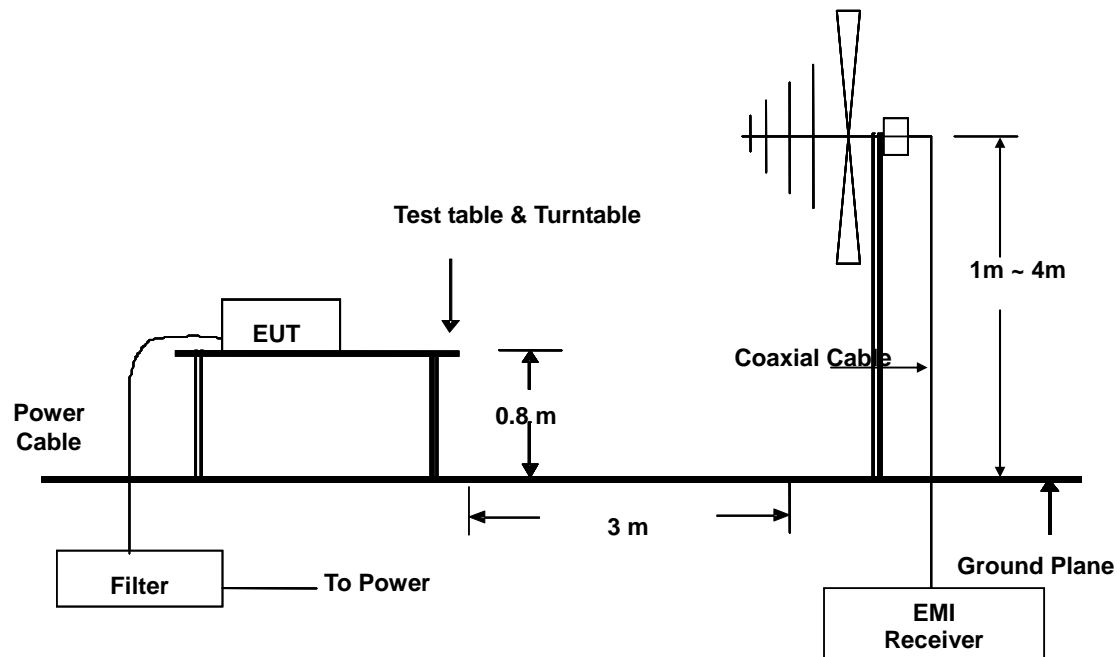 Test table & Turntable
1m ~ 4m
EUT
Coaxial Cable
0.8 m
Power
Cable
3 m
Ground Plane
Filter
To Power
EMI
Receiver